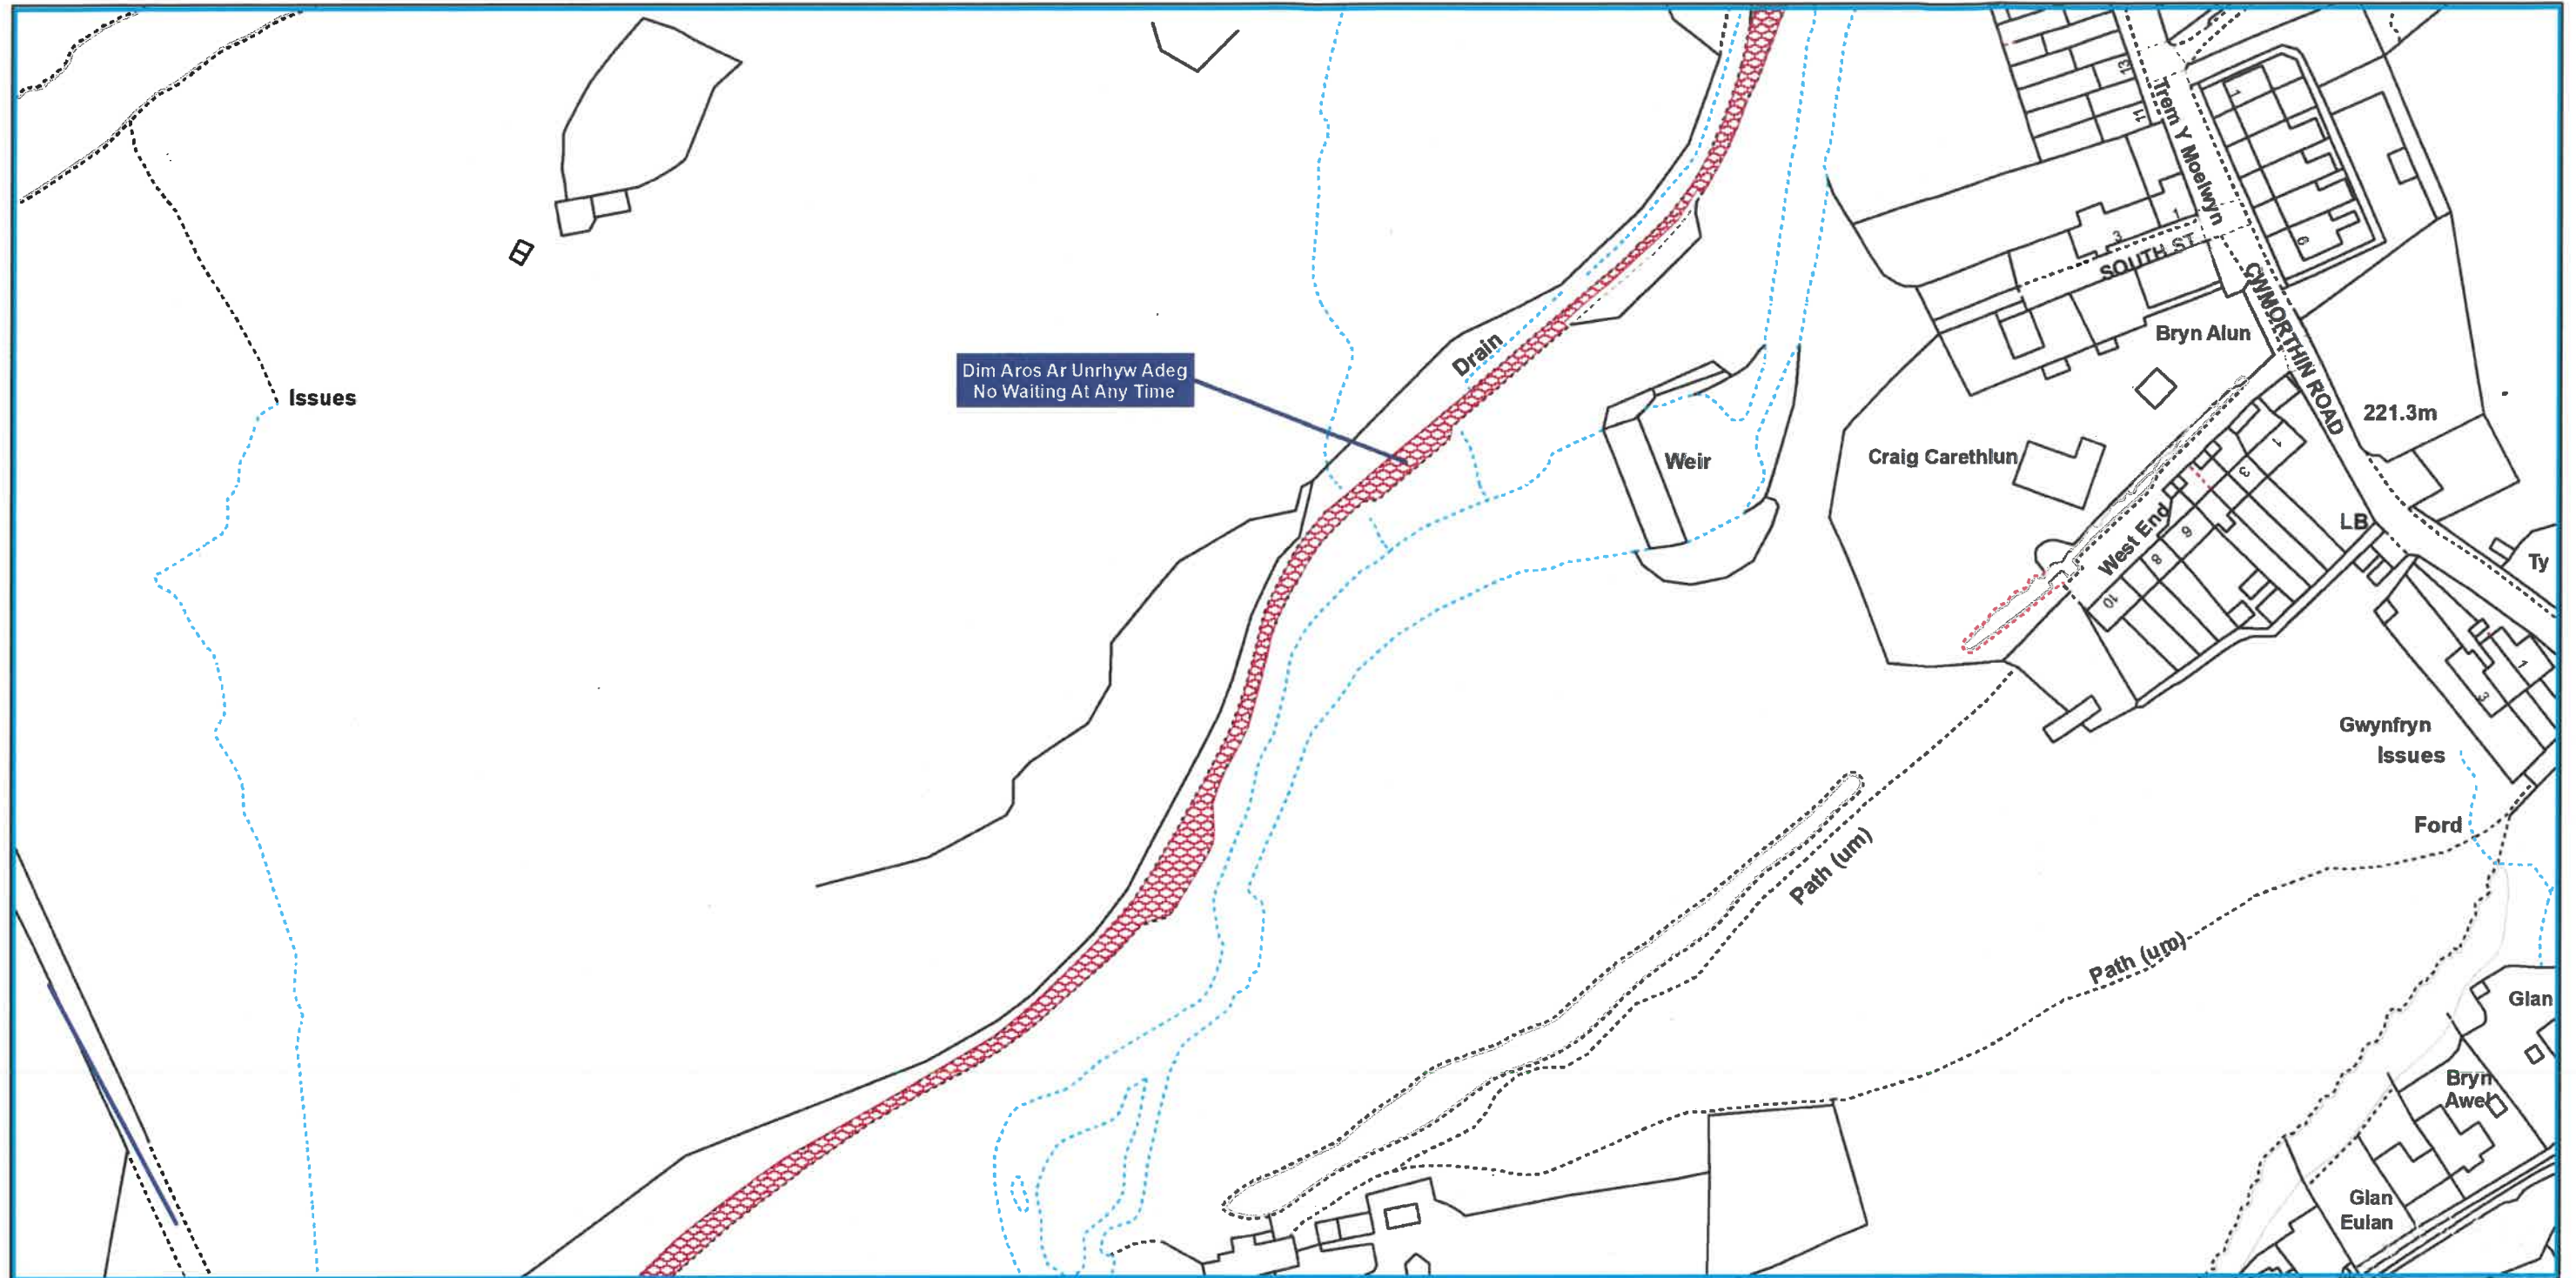 13
11
Trem Y Moelwyn
1
6
1
3
SOUTH ST
CWMORTHIN ROAD
Bryn Alun
Drain
Dim Aros Ar Unrhyw Adeg
No Waiting At Any Time
Issues
221.3m
Craig Carethlun
Weir
1
3
West End
6
8
10
LB
Ty
1
3
Gwynfryn
Issues
Ford
Path (um)
Path (um)
Glan
Bryn
Awel
Glan
Eulan